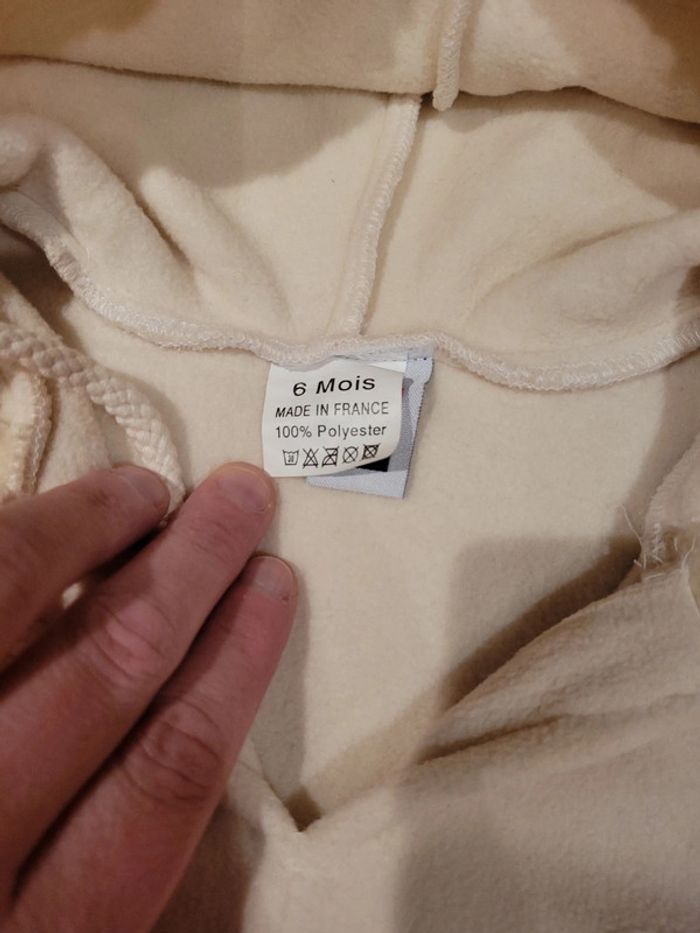 6 Mois
MADE IN FRANCE
100% Polyester